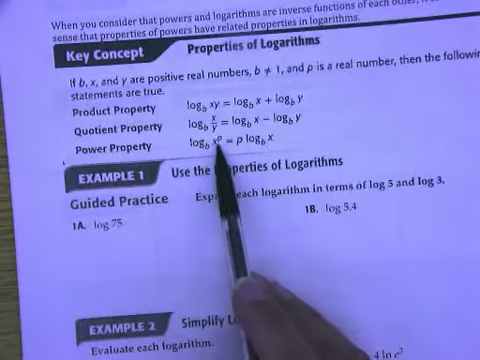 When you consider that powers and logarithms are inverse functions of each other,
sense that properties of powers have related properties in logarithms.
Key Concept Properties of Logarithms
If b, x, and y are positive real numbers, b ≠ 1, and p is a real number, then the
statements are true.
Product Property log_b xy = log_b x + log_b y
Quotient Property log_b x/y = log_b x − log_b y
Power Property log_b x^p = p log_b x
EXAMPLE 1 Use the Properties of Logarithms
Guided Practice each logarithm in terms of log 5 and log 3.
1A. log 75 1B. log 5.4
EXAMPLE 2 Simplify
Evaluate each logarithm.